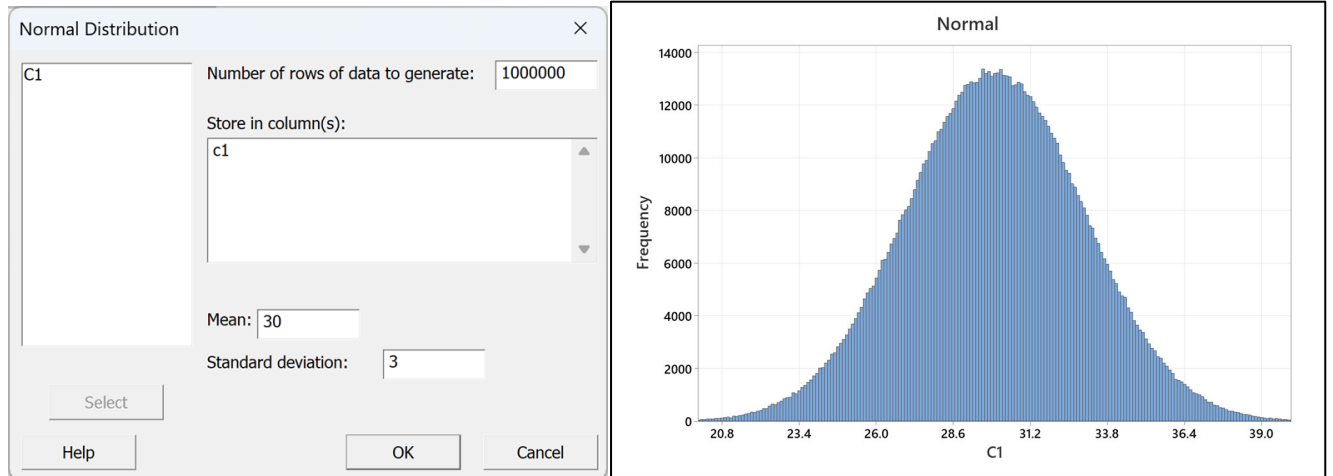 Normal Distribution
C1
Number of rows of data to generate: 1000000
Store in column(s):
c1
Mean: 30
Standard deviation: 3
Select
Help
OK
Cancel
Normal
Frequency
14000
12000
10000
8000
6000
4000
2000
0
20.8 23.4 26.0 28.6 31.2 33.8 36.4 39.0
C1